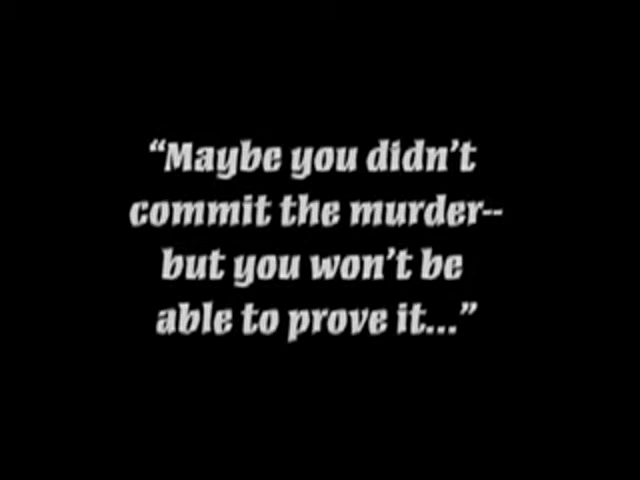 “Maybe you didn’t
commit the murder--
but you won’t be
able to prove it...”